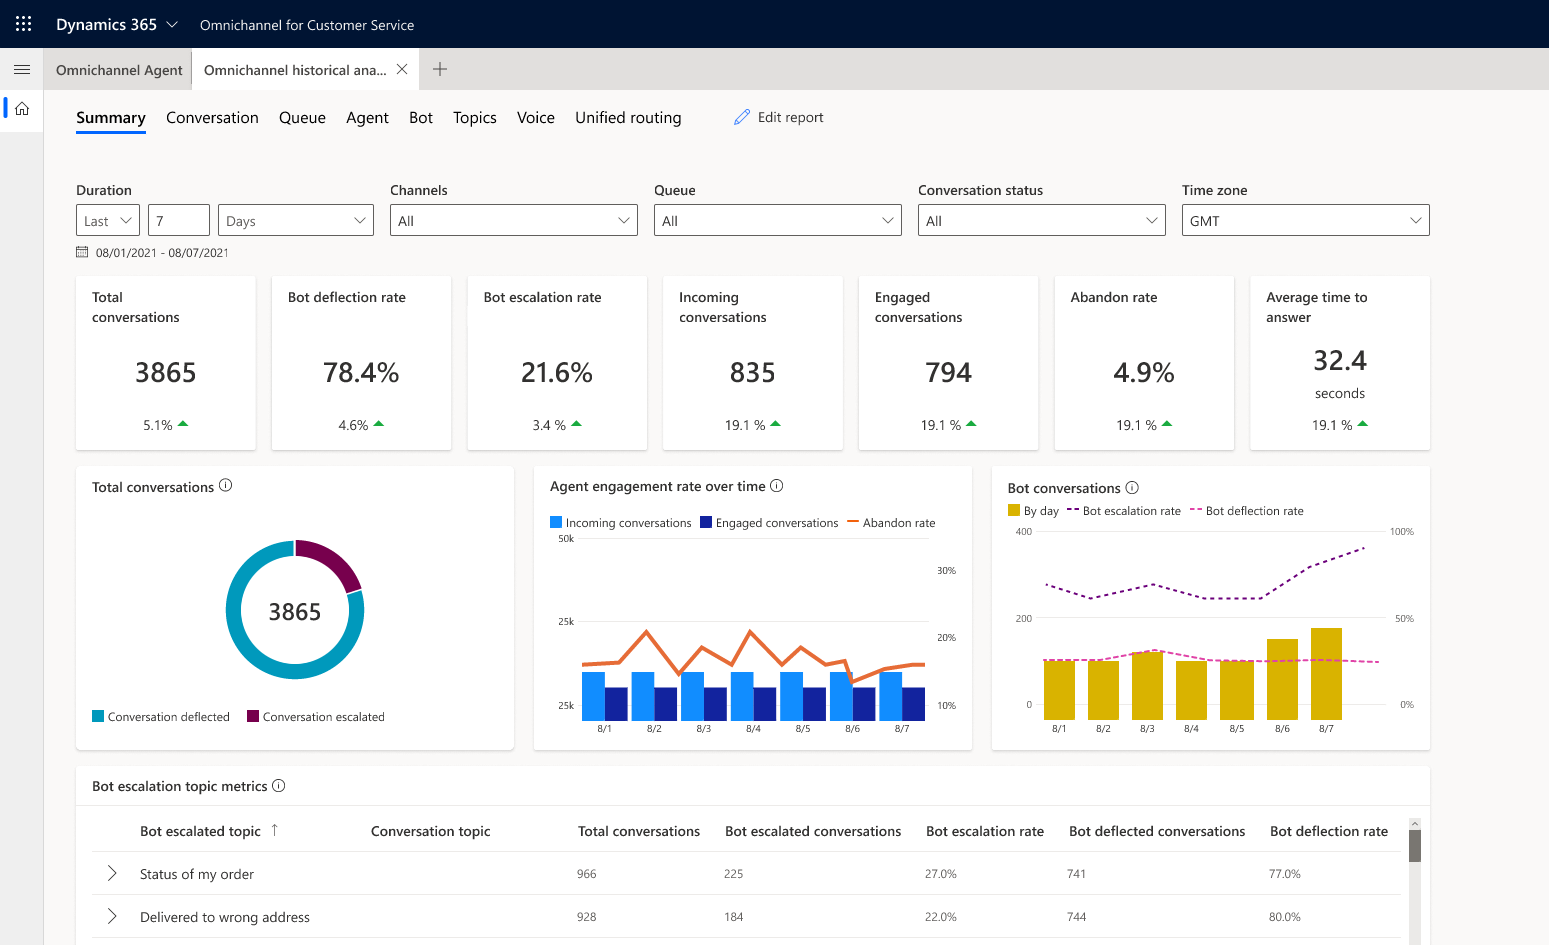 Dynamics 365 Omnichannel for Customer Service
Omnichannel Agent Omnichannel historical ana...
Summary Conversation Queue Agent Bot Topics Voice Unified routing Edit report
Duration Channels Queue Conversation status Time zone
Last 7 Days All All All GMT
08/01/2021 - 08/07/2021
Total conversations
3865
5.1%
Bot deflection rate
78.4%
4.6%
Bot escalation rate
21.6%
3.4 %
Incoming conversations
835
19.1 %
Engaged conversations
794
19.1 %
Abandon rate
4.9%
19.1 %
Average time to answer
32.4
seconds
19.1 %
Total conversations
3865
Conversation deflected Conversation escalated
Agent engagement rate over time
Incoming conversations Engaged conversations Abandon rate
50k
30%
25k
20%
25k
10%
8/1 8/2 8/3 8/4 8/5 8/6 8/7
Bot conversations
By day Bot escalation rate Bot deflection rate
400 100%
200 50%
0 0%
8/1 8/2 8/3 8/4 8/5 8/6 8/7
Bot escalation topic metrics
Bot escalated topic Conversation topic Total conversations Bot escalated conversations Bot escalation rate Bot deflected conversations Bot deflection rate
Status of my order 966 225 27.0% 741 77.0%
Delivered to wrong address 928 184 22.0% 744 80.0%